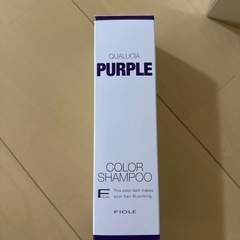 QUALUCIA
PURPLE
COLOR
SHAMPOO
This color item makes
your hair Blooming.
FIOLE